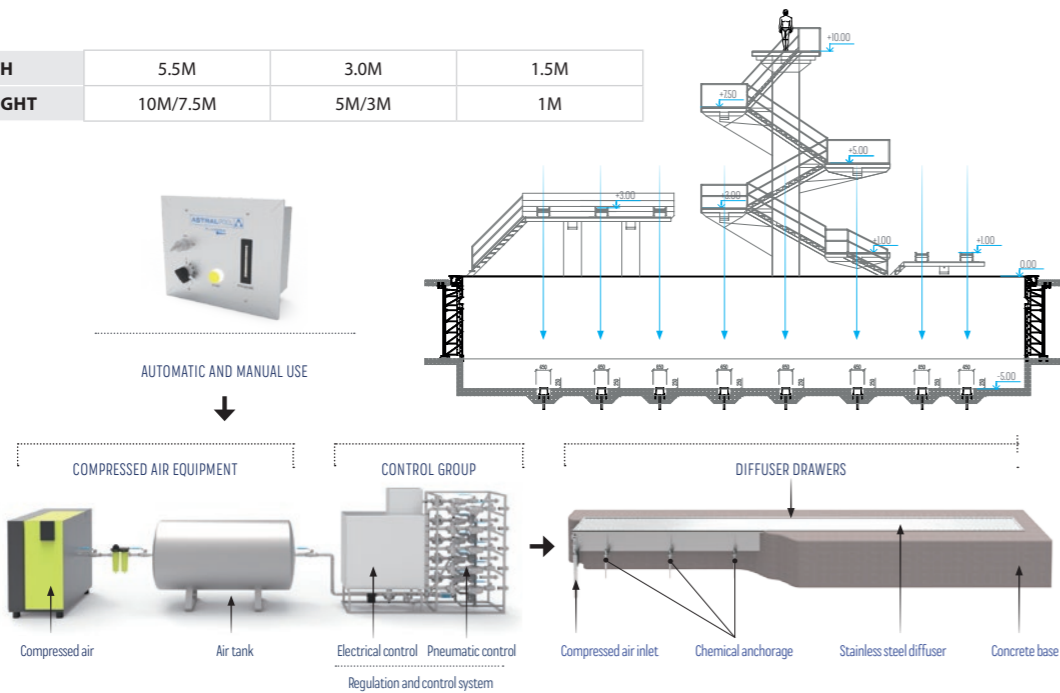 H 5.5M 3.0M 1.5M
GHT 10M/7.5M 5M/3M 1M
+10.00
+7.50
+5.00
+3.00
+3.00
+1.00
+1.00
0.00
-5.00
ASTRALPOOL
AUTOMATIC AND MANUAL USE
COMPRESSED AIR EQUIPMENT
CONTROL GROUP
DIFFUSER DRAWERS
Compressed air
Air tank
Electrical control
Pneumatic control
Regulation and control system
Compressed air inlet
Chemical anchorage
Stainless steel diffuser
Concrete base